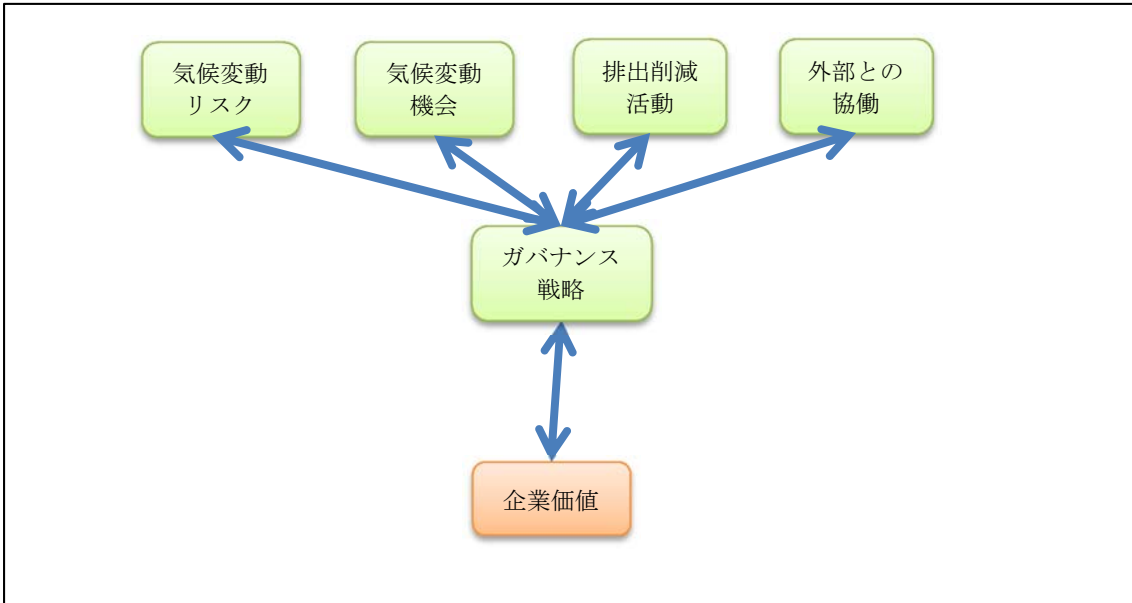 気候変動
リスク
気候変動
機会
排出削減
活動
外部との
協働
ガバナンス
戦略
企業価値